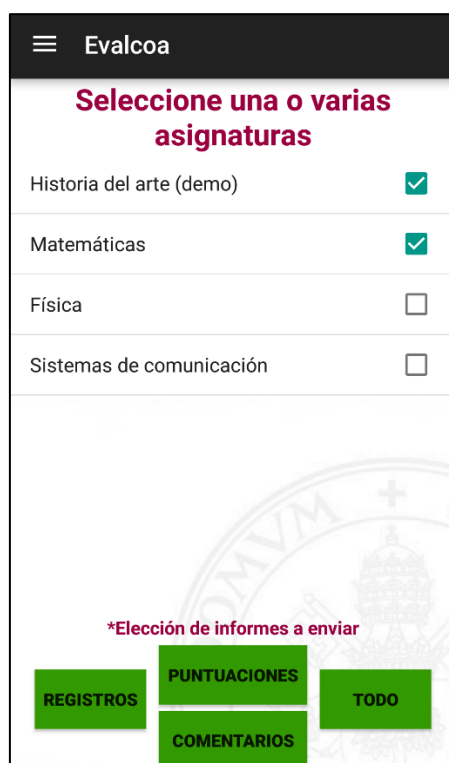 Evalcoa
Seleccione una o varias
asignaturas
Historia del arte (demo)
Matemáticas
Física
Sistemas de comunicación
*Elección de informes a enviar
REGISTROS
PUNTUACIONES
COMENTARIOS
TODO